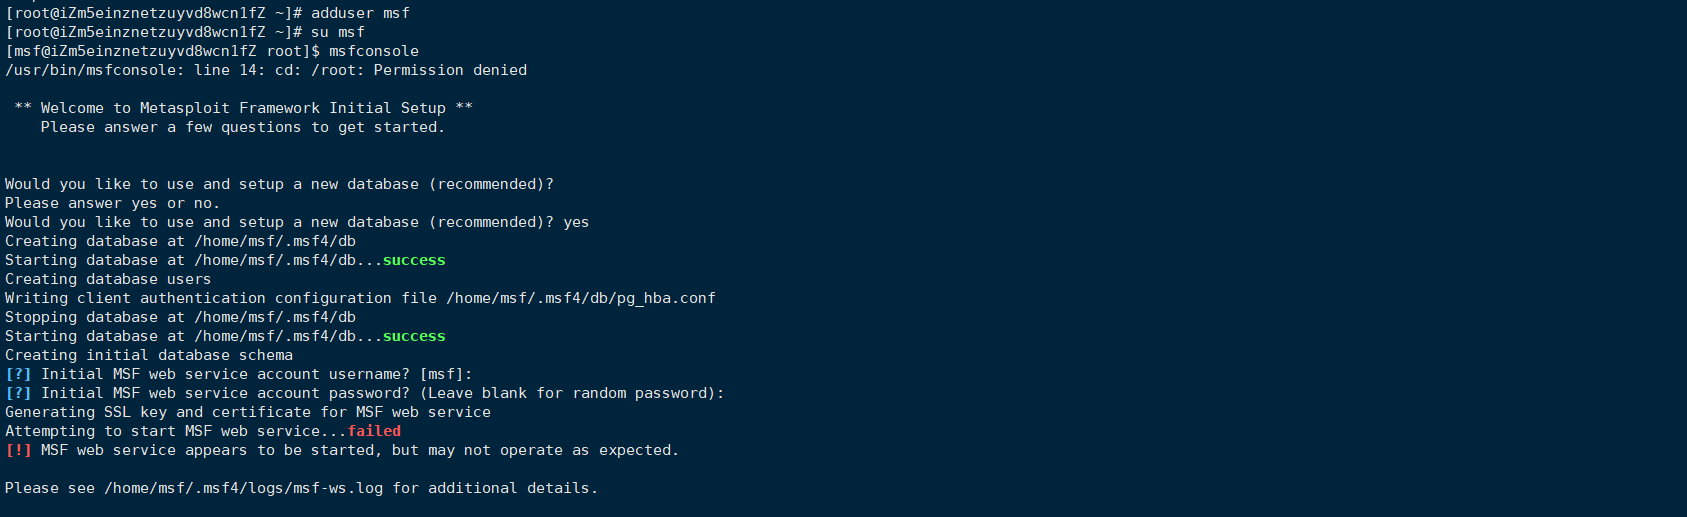 [root@iZm5einznetzuyvd8wcn1fZ ~]# adduser msf
[root@iZm5einznetzuyvd8wcn1fZ ~]# su msf
[msf@iZm5einznetzuyvd8wcn1fZ root]$ msfconsole
/usr/bin/msfconsole: line 14: cd: /root: Permission denied
** Welcome to Metasploit Framework Initial Setup **
Please answer a few questions to get started.
Would you like to use and setup a new database (recommended)?
Please answer yes or no.
Would you like to use and setup a new database (recommended)? yes
Creating database at /home/msf/.msf4/db
Starting database at /home/msf/.msf4/db...success
Creating database users
Writing client authentication configuration file /home/msf/.msf4/db/pg_hba.conf
Stopping database at /home/msf/.msf4/db
Starting database at /home/msf/.msf4/db...success
Creating initial database schema
[?] Initial MSF web service account username? [msf]:
[?] Initial MSF web service account password? (Leave blank for random password):
Generating SSL key and certificate for MSF web service
Attempting to start MSF web service...failed
[!] MSF web service appears to be started, but may not operate as expected.
Please see /home/msf/.msf4/logs/msf-ws.log for additional details.